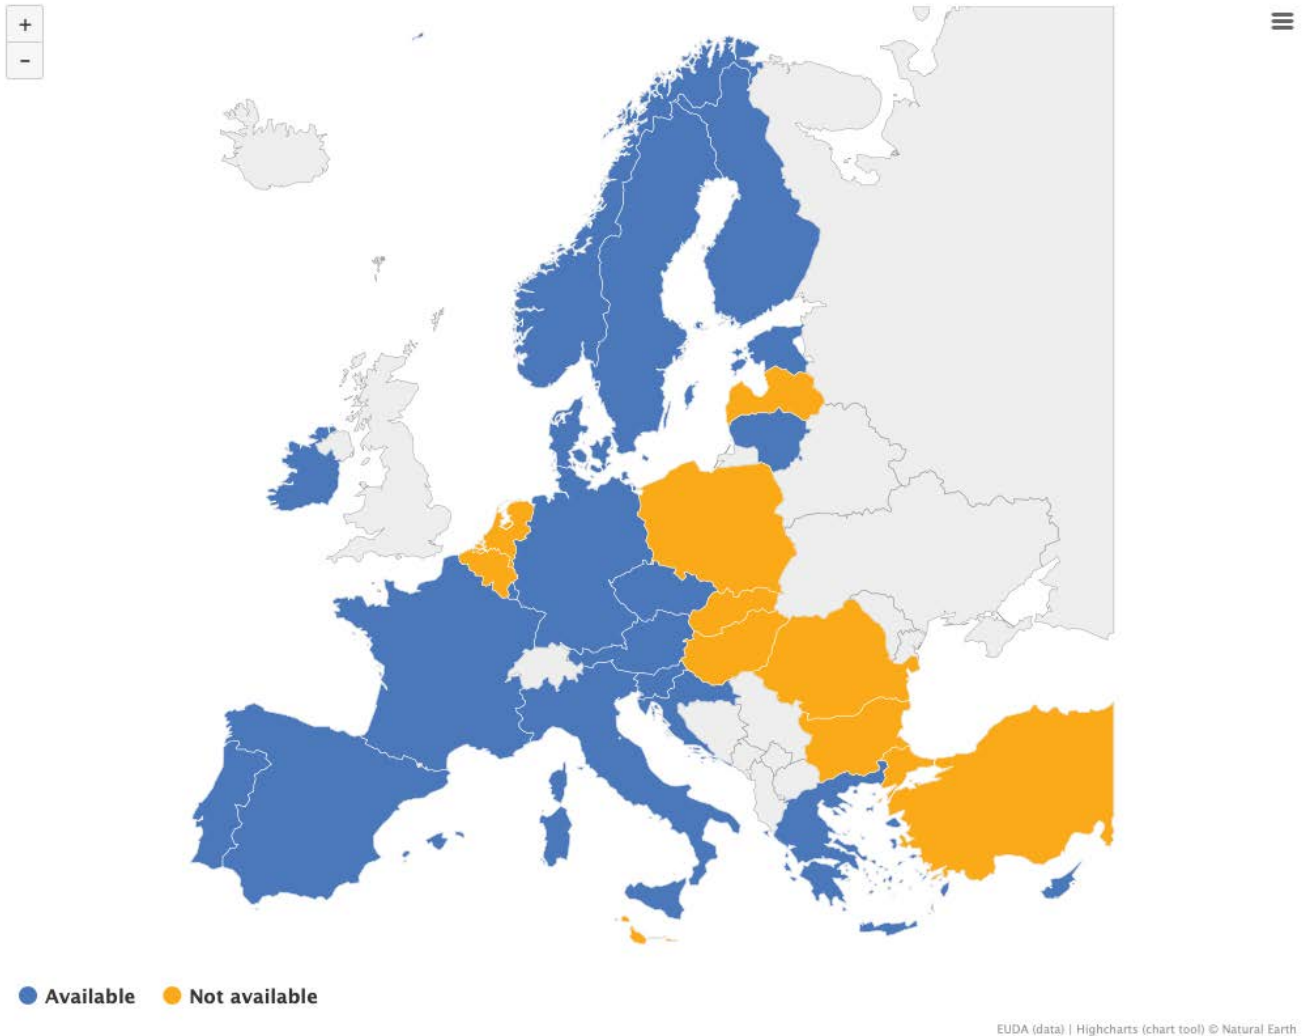 +
−
Available
Not available
EUDA (data) | Highcharts (chart tool) © Natural Earth